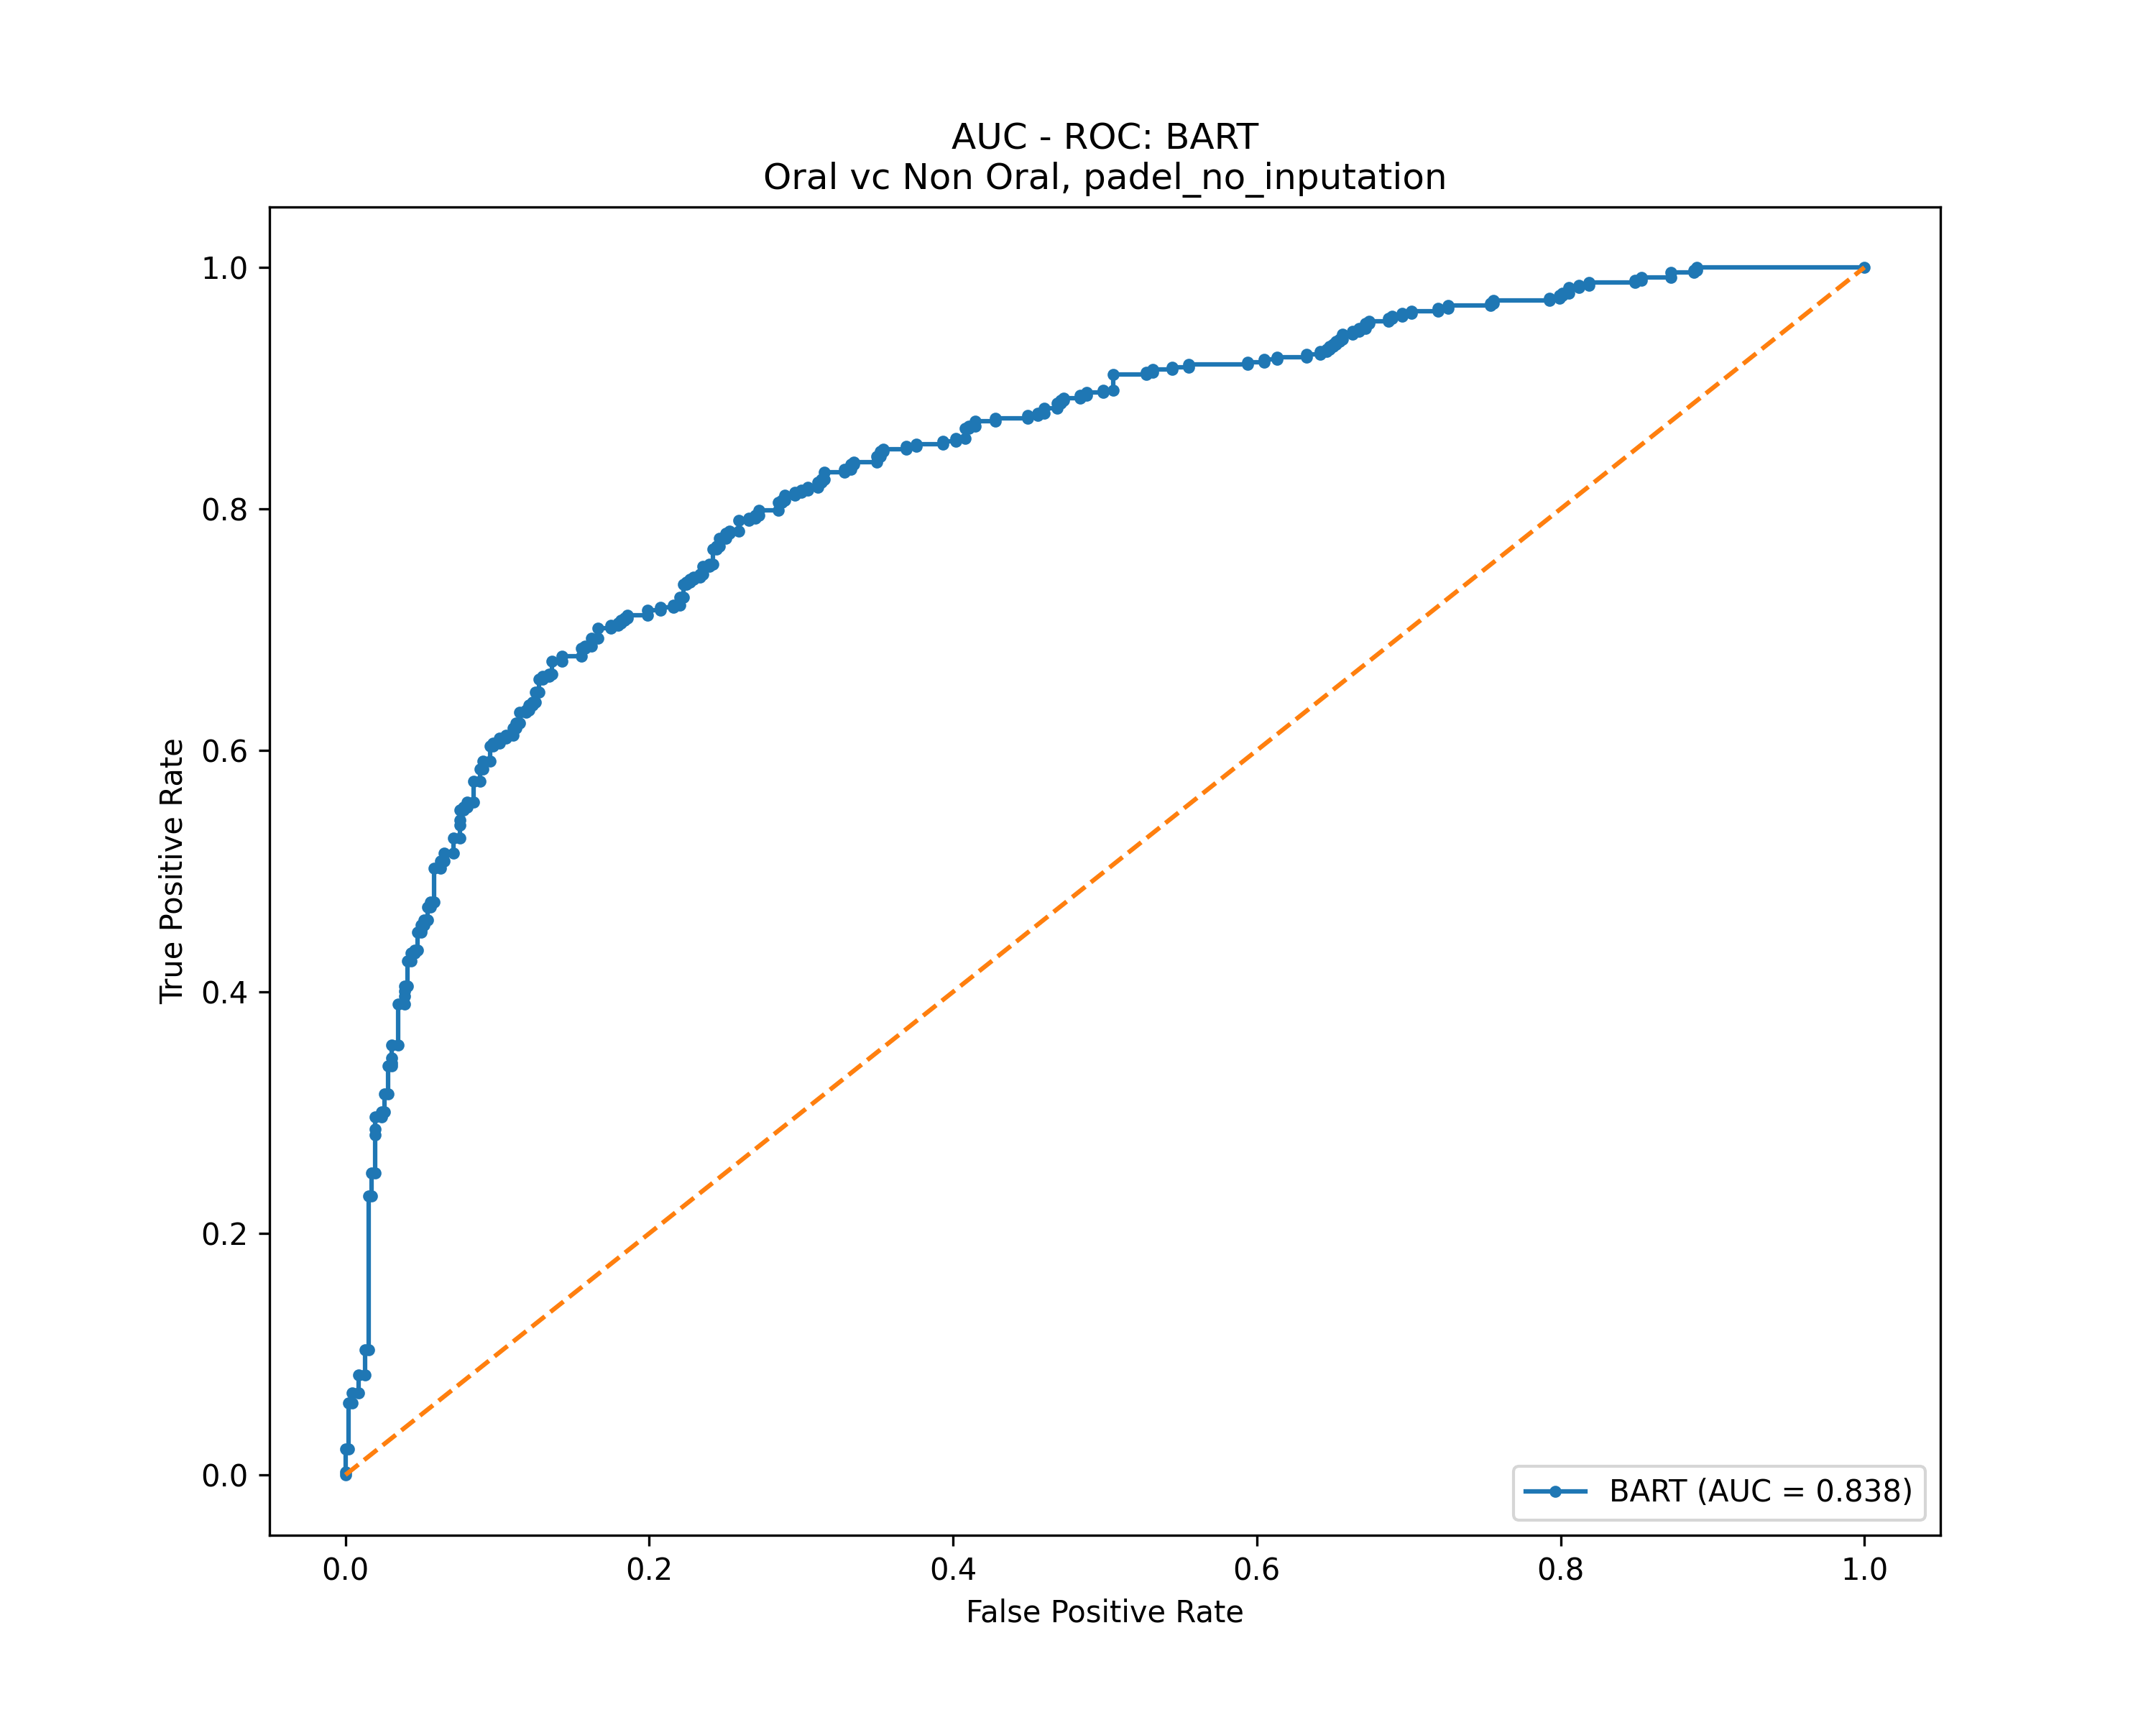 AUC - ROC: BART
Oral vc Non Oral, padel_no_inputation
True Positive Rate
1.0
0.8
0.6
0.4
0.2
0.0
0.0 0.2 0.4 0.6 0.8 1.0
False Positive Rate
BART (AUC = 0.838)